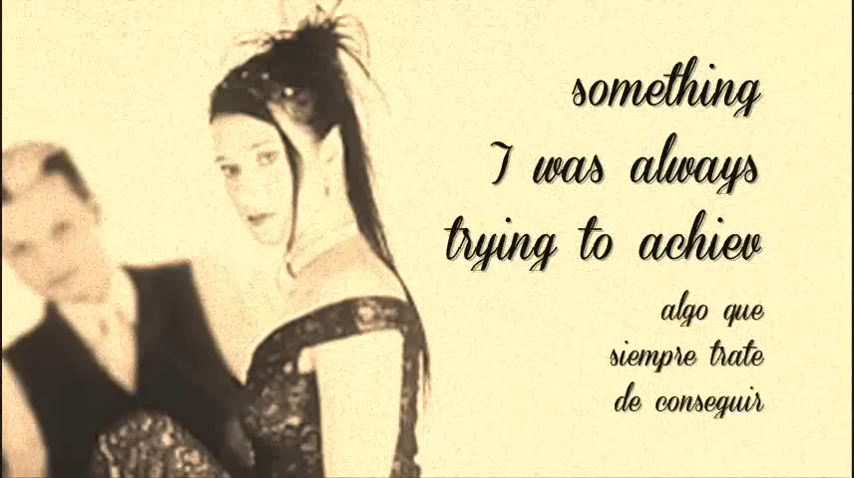 something
I was always
trying to achiev
algo que
siempre trate
de conseguir